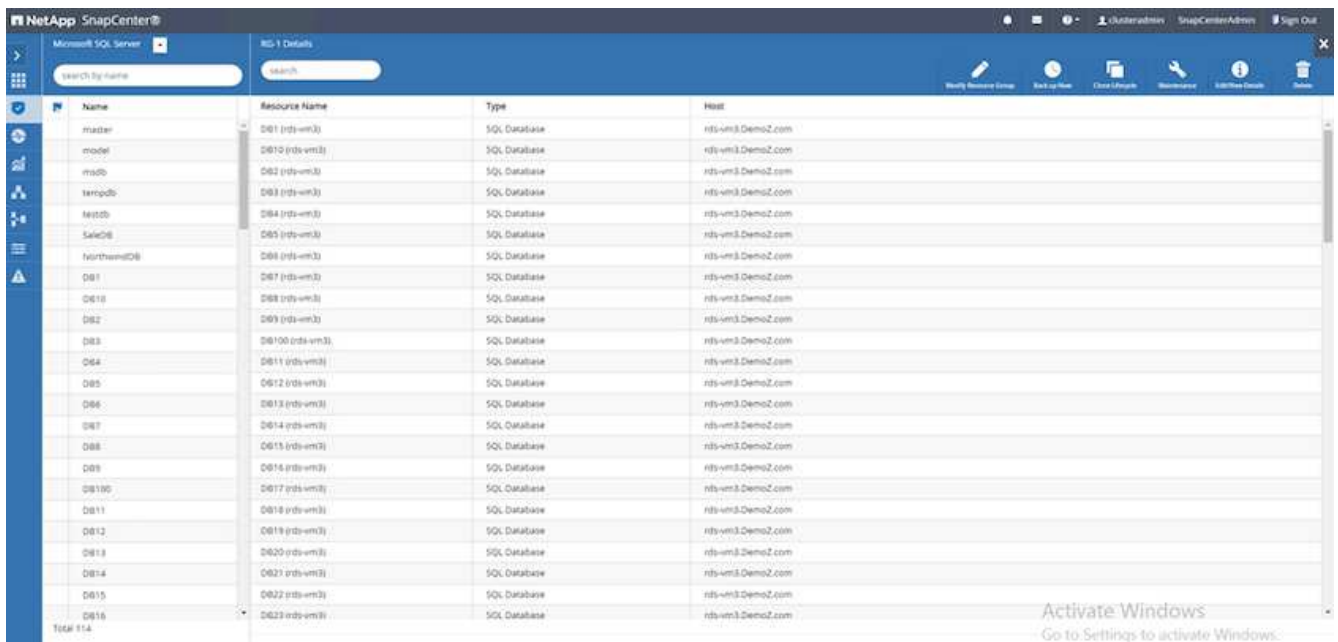 NetApp SnapCenter® clusteradmin SnapCenterAdmin Sign Out
Microsoft SQL Server RG-1 Details
search by name search
Modify Resource Group Back up Now Clone Lifecycle Maintenance Edit/View Details Delete
Name Resource Name Type Host
master DB1 (rds-vm3) SQL Database rds-vm3.DemoZ.com
model DB10 (rds-vm3) SQL Database rds-vm3.DemoZ.com
msdb DB2 (rds-vm3) SQL Database rds-vm3.DemoZ.com
tempdb DB3 (rds-vm3) SQL Database rds-vm3.DemoZ.com
testdb DB4 (rds-vm3) SQL Database rds-vm3.DemoZ.com
SaleDB DB5 (rds-vm3) SQL Database rds-vm3.DemoZ.com
NorthwindDB DB6 (rds-vm3) SQL Database rds-vm3.DemoZ.com
DB1 DB7 (rds-vm3) SQL Database rds-vm3.DemoZ.com
DB10 DB8 (rds-vm3) SQL Database rds-vm3.DemoZ.com
DB2 DB9 (rds-vm3) SQL Database rds-vm3.DemoZ.com
DB3 DB100 (rds-vm3) SQL Database rds-vm3.DemoZ.com
DB4 DB11 (rds-vm3) SQL Database rds-vm3.DemoZ.com
DB5 DB12 (rds-vm3) SQL Database rds-vm3.DemoZ.com
DB6 DB13 (rds-vm3) SQL Database rds-vm3.DemoZ.com
DB7 DB14 (rds-vm3) SQL Database rds-vm3.DemoZ.com
DB8 DB15 (rds-vm3) SQL Database rds-vm3.DemoZ.com
DB9 DB16 (rds-vm3) SQL Database rds-vm3.DemoZ.com
DB100 DB17 (rds-vm3) SQL Database rds-vm3.DemoZ.com
DB11 DB18 (rds-vm3) SQL Database rds-vm3.DemoZ.com
DB12 DB19 (rds-vm3) SQL Database rds-vm3.DemoZ.com
DB13 DB20 (rds-vm3) SQL Database rds-vm3.DemoZ.com
DB14 DB21 (rds-vm3) SQL Database rds-vm3.DemoZ.com
DB15 DB22 (rds-vm3) SQL Database rds-vm3.DemoZ.com
DB16 DB23 (rds-vm3) SQL Database rds-vm3.DemoZ.com
Total 114
Activate Windows
Go to Settings to activate Windows.